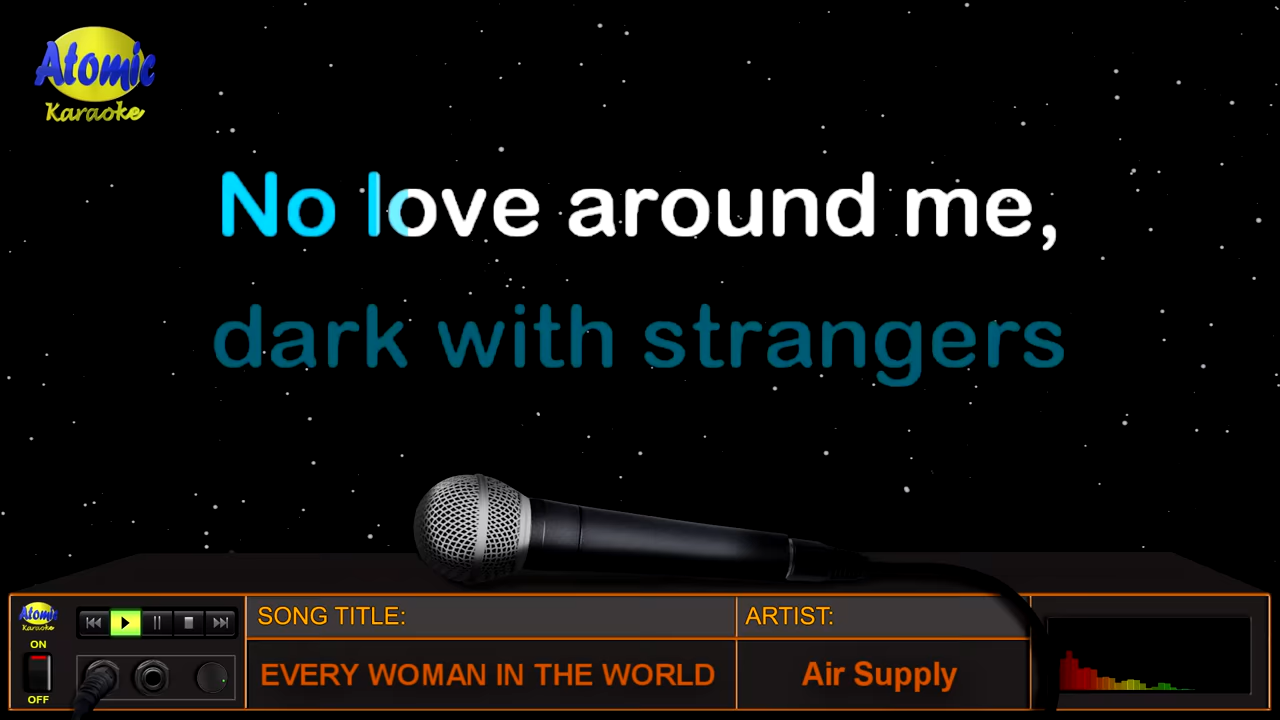 Atomic
Karaoke
No love around me,
dark with strangers
Atomic
Karaoke
ON
OFF
SONG TITLE:
ARTIST:
EVERY WOMAN IN THE WORLD
Air Supply